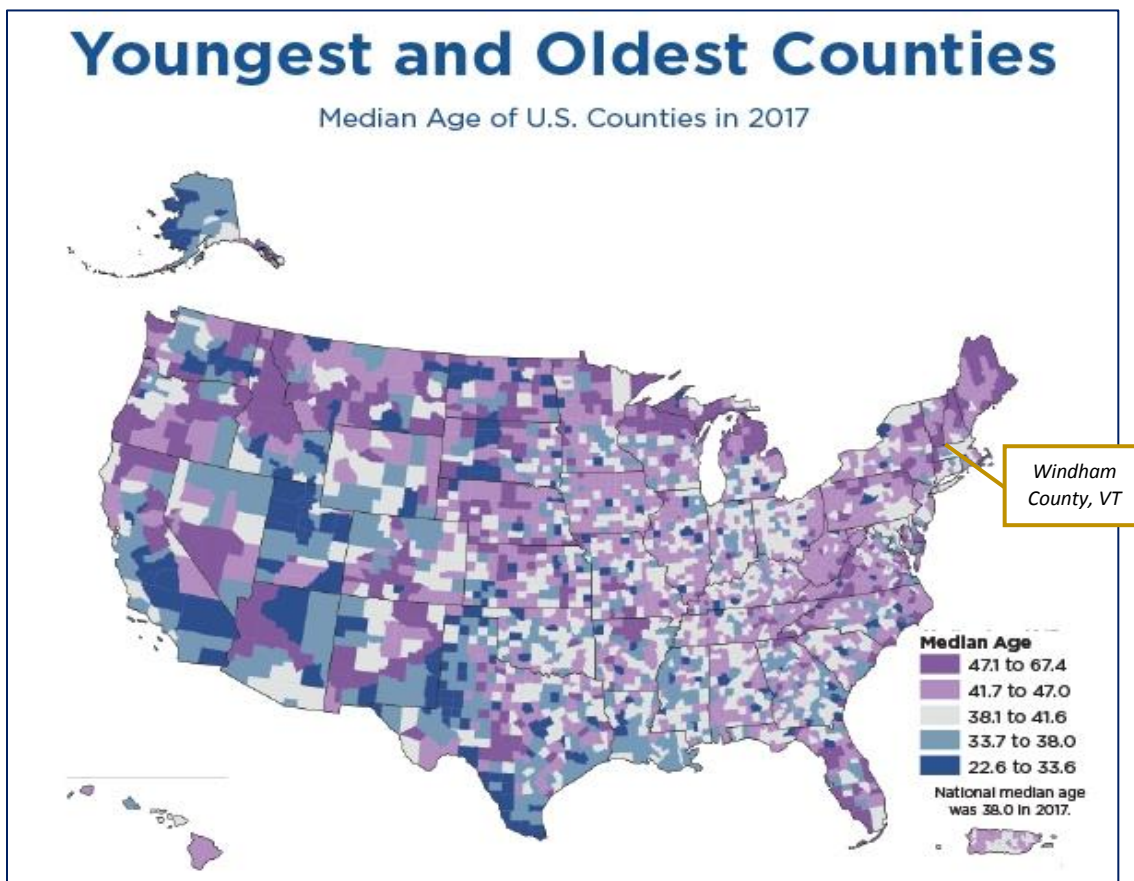 Youngest and Oldest Counties
Median Age of U.S. Counties in 2017
Windham
County, VT
Median Age
47.1 to 67.4
41.7 to 47.0
38.1 to 41.6
33.7 to 38.0
22.6 to 33.6
National median age
was 38.0 in 2017.